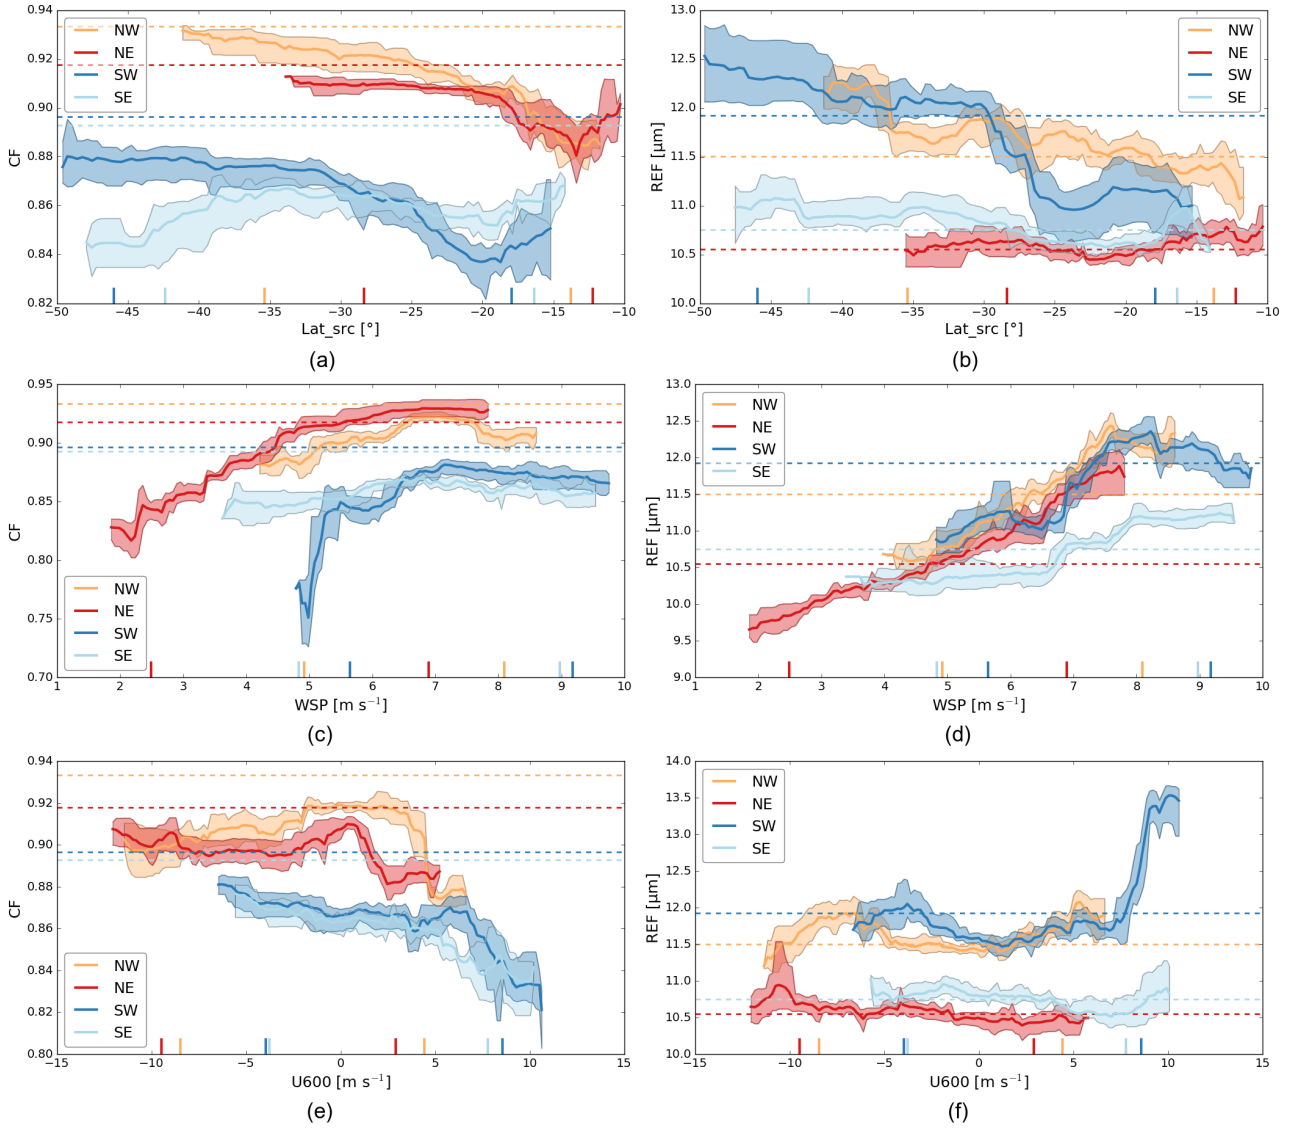 0.94
0.92
0.90
0.88
0.86
0.84
0.82
CF
NW
NE
SW
SE
−50 −45 −40 −35 −30 −25 −20 −15 −10
Lat_src [°]
(a)
13.0
12.5
12.0
11.5
11.0
10.5
10.0
REF [μm]
NW
NE
SW
SE
−50 −45 −40 −35 −30 −25 −20 −15 −10
Lat_src [°]
(b)
0.95
0.90
0.85
0.80
0.75
0.70
CF
NW
NE
SW
SE
1 2 3 4 5 6 7 8 9 10
WSP [m s⁻¹]
(c)
13.0
12.5
12.0
11.5
11.0
10.5
10.0
9.5
9.0
REF [μm]
NW
NE
SW
SE
1 2 3 4 5 6 7 8 9 10
WSP [m s⁻¹]
(d)
0.94
0.92
0.90
0.88
0.86
0.84
0.82
0.80
CF
NW
NE
SW
SE
−15 −10 −5 0 5 10 15
U600 [m s⁻¹]
(e)
14.0
13.5
13.0
12.5
12.0
11.5
11.0
10.5
10.0
REF [μm]
NW
NE
SW
SE
−15 −10 −5 0 5 10 15
U600 [m s⁻¹]
(f)